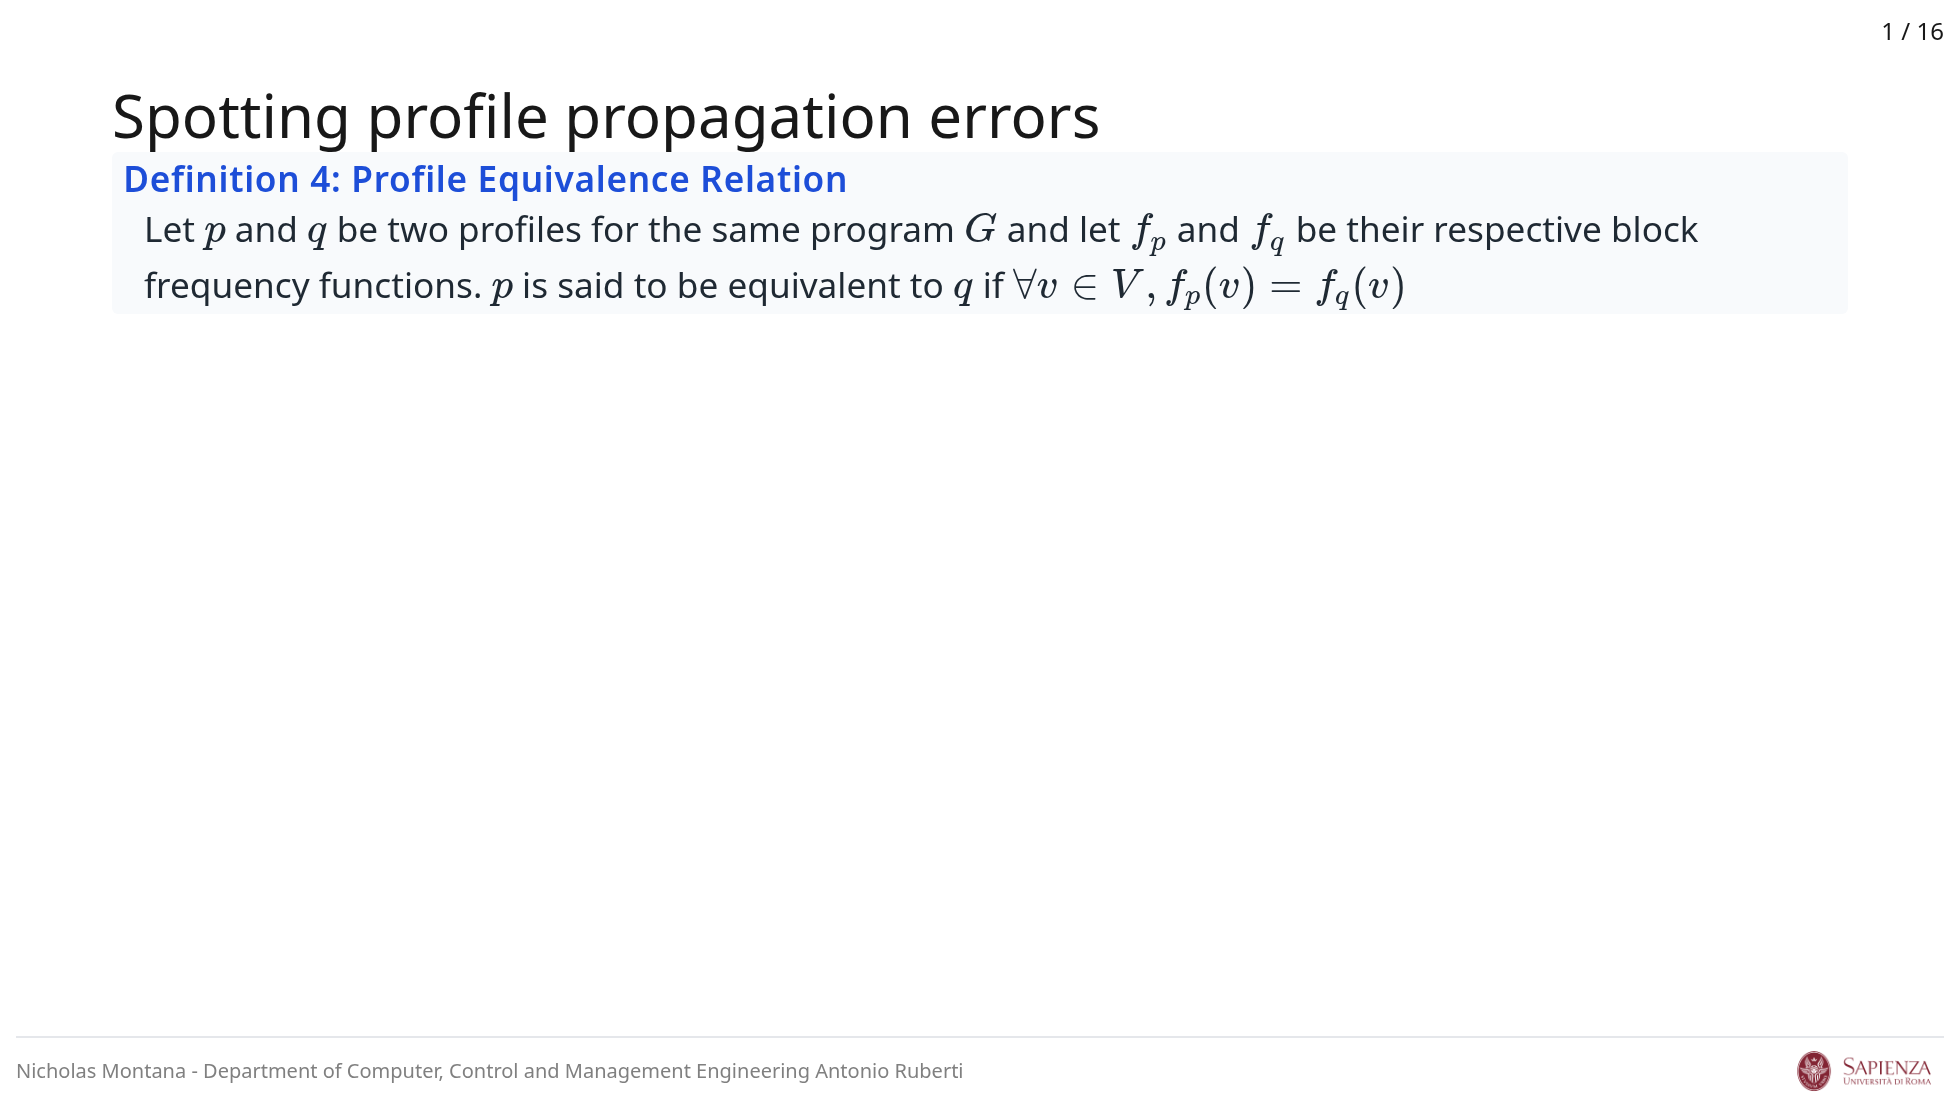 1 / 16
Spotting profile propagation errors
Definition 4: Profile Equivalence Relation
Let p and q be two profiles for the same program G and let f_p and f_q be their respective block
frequency functions. p is said to be equivalent to q if ∀v ∈ V, f_p(v) = f_q(v)
Nicholas Montana - Department of Computer, Control and Management Engineering Antonio Ruberti
SAPIENZA
UNIVERSITÀ DI ROMA